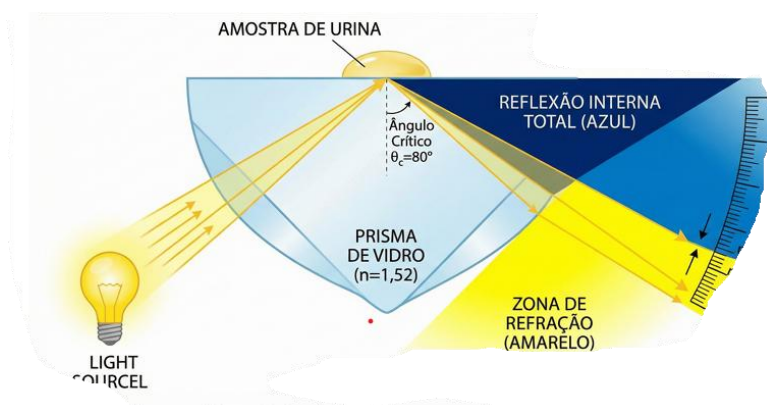 AMOSTRA DE URINA
REFLEXÃO INTERNA
TOTAL (AZUL)
Ângulo
Crítico
θc=80°
PRISMA
DE VIDRO
(n=1,52)
ZONA DE
REFRAÇÃO
(AMARELO)
LIGHT
SOURCEL